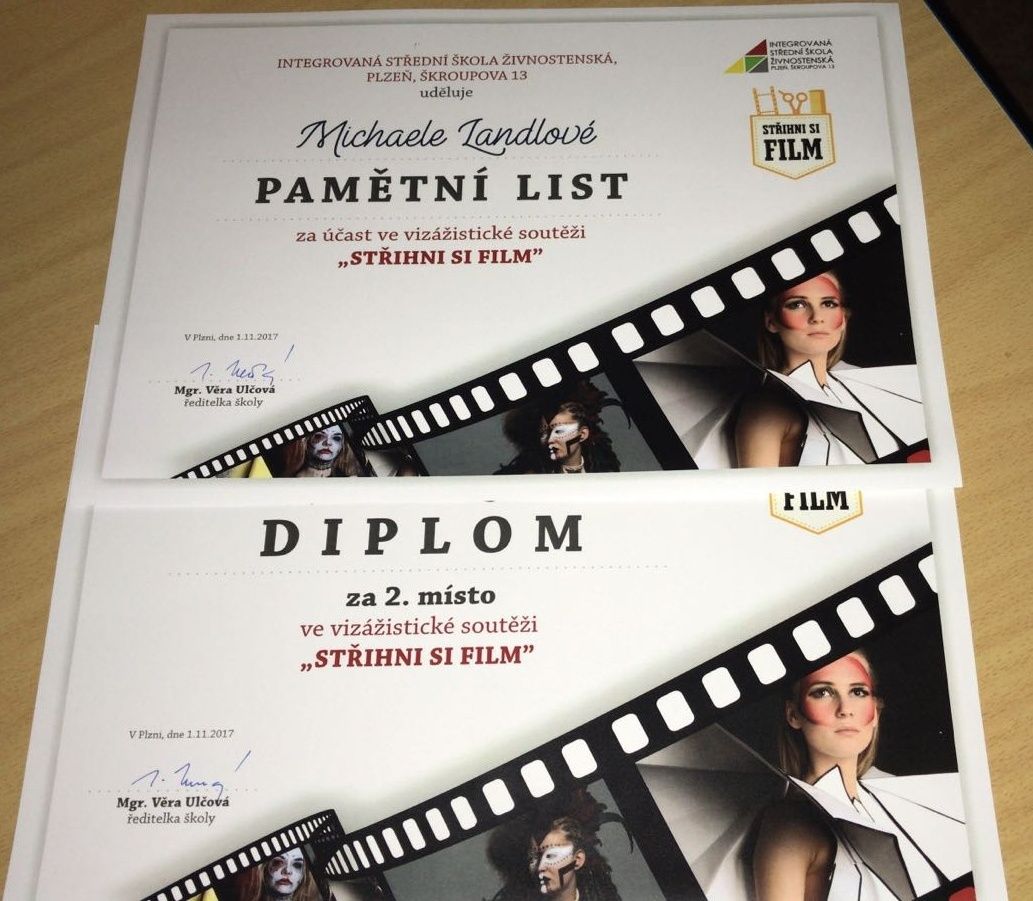 INTEGROVANÁ STŘEDNÍ ŠKOLA ŽIVNOSTENSKÁ,
PLZEŇ, ŠKROUPOVA 13
uděluje
Michaele Landlové
PAMĚTNÍ LIST
za účast ve vizážistické soutěži
„STŘIHNI SI FILM”
INTEGROVANÁ
STŘEDNÍ ŠKOLA
ŽIVNOSTENSKÁ
PLZEŇ, ŠKROUPOVA 13
STŘIHNI SI
FILM
V Plzni, dne 1.11.2017
Mgr. Věra Ulčová
ředitelka školy
FILM
DIPLOM
za 2. místo
ve vizážistické soutěži
„STŘIHNI SI FILM”
V Plzni, dne 1.11.2017
Mgr. Věra Ulčová
ředitelka školy